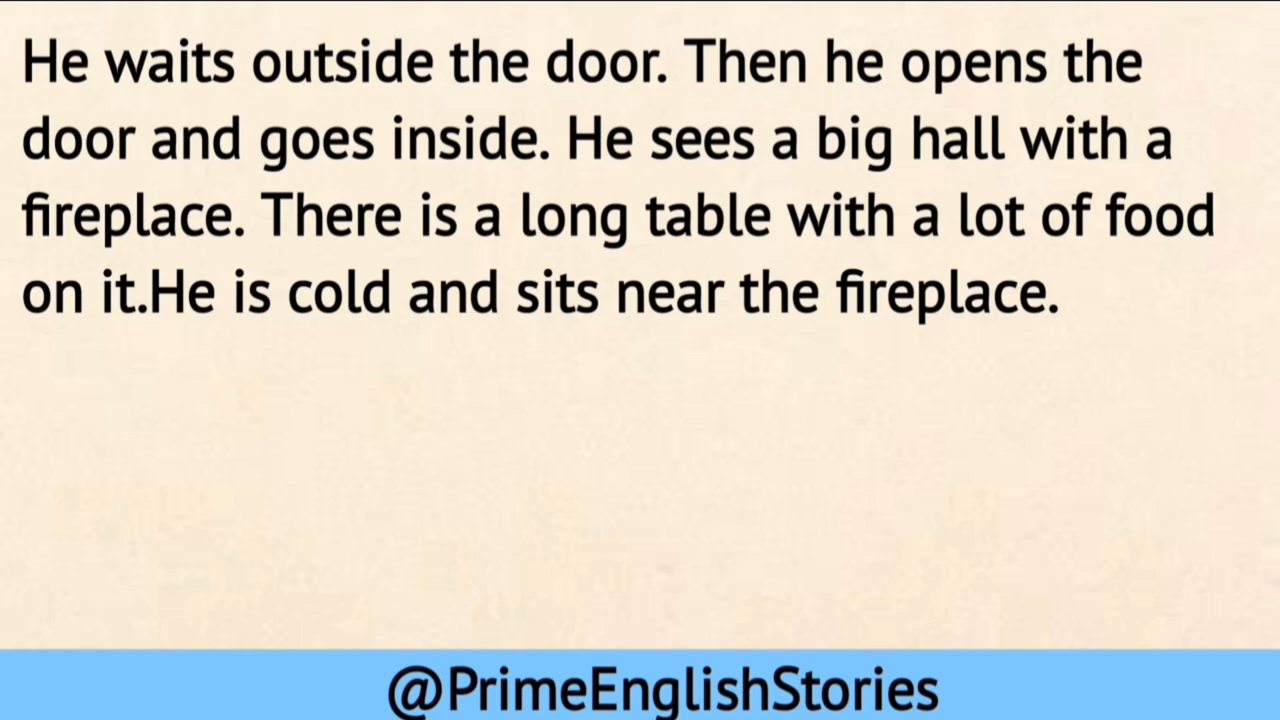 He waits outside the door. Then he opens the
door and goes inside. He sees a big hall with a
fireplace. There is a long table with a lot of food
on it.He is cold and sits near the fireplace.
@PrimeEnglishStories